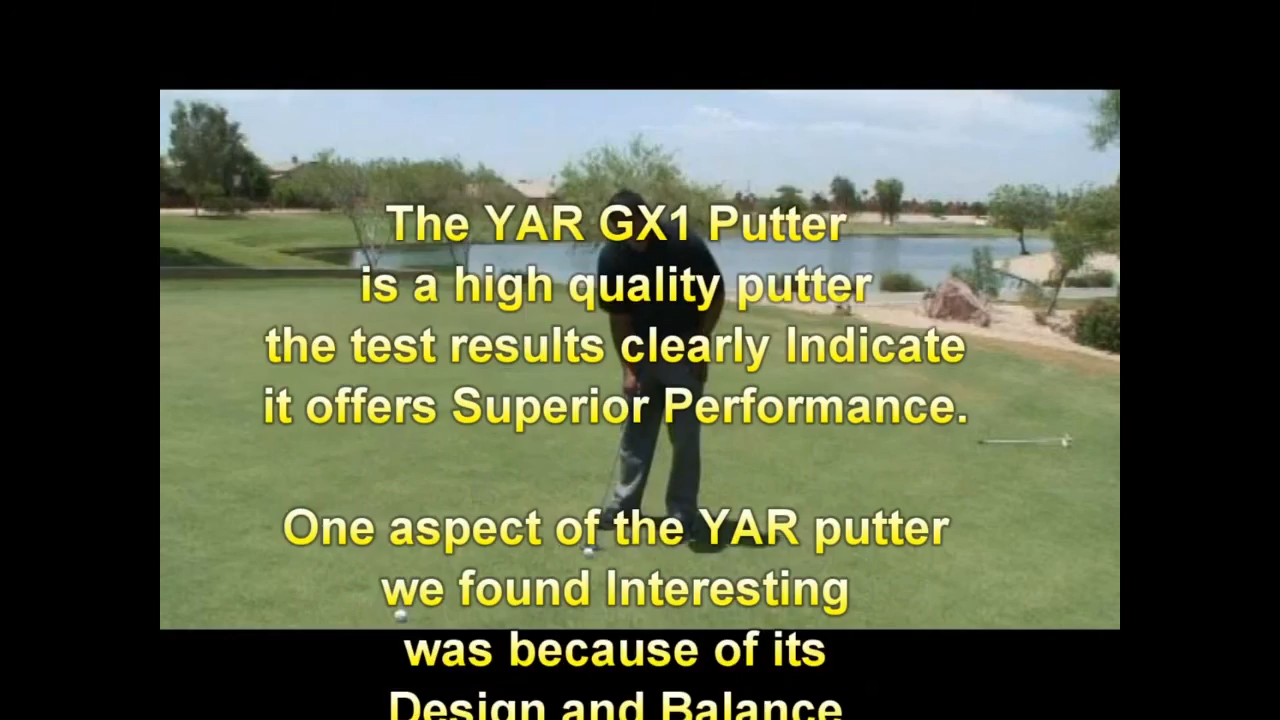 The YAR GX1 Putter
is a high quality putter
the test results clearly Indicate
it offers Superior Performance.
One aspect of the YAR putter
we found Interesting
was because of its
Design and Balance